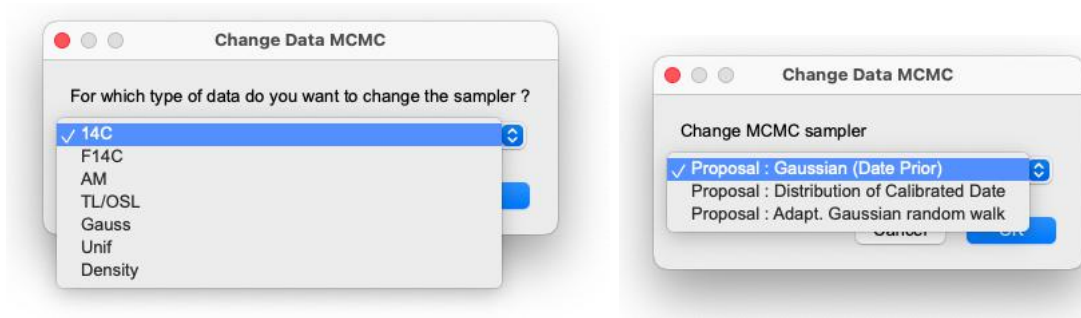 Change Data MCMC
For which type of data do you want to change the sampler ?
✓ 14C
F14C
AM
TL/OSL
Gauss
Unif
Density
Change Data MCMC
Change MCMC sampler
✓ Proposal : Gaussian (Date Prior)
Proposal : Distribution of Calibrated Date
Proposal : Adapt. Gaussian random walk
Cancel OK